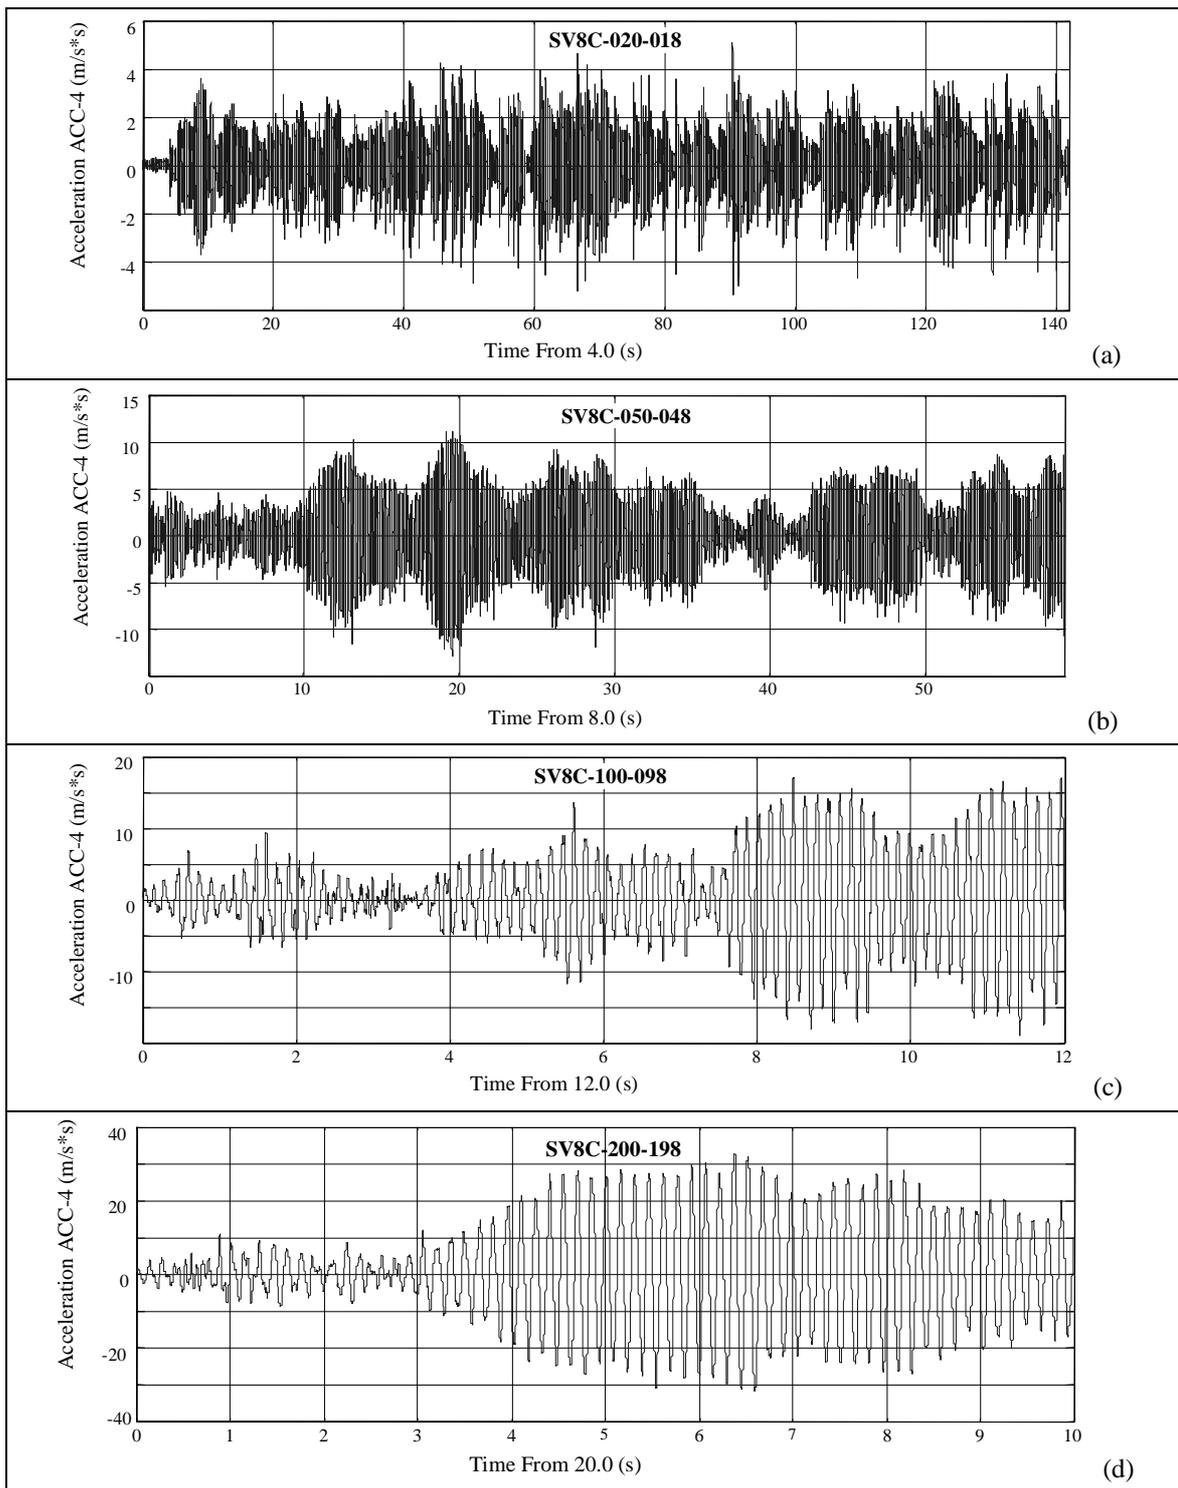 Acceleration ACC-4 (m/s*s)
SV8C-020-018
6
4
2
0
-2
-4
0 20 40 60 80 100 120 140
Time From 4.0 (s)
(a)
Acceleration ACC-4 (m/s*s)
SV8C-050-048
15
10
5
0
-5
-10
0 10 20 30 40 50
Time From 8.0 (s)
(b)
Acceleration ACC-4 (m/s*s)
SV8C-100-098
20
10
0
-10
0 2 4 6 8 10 12
Time From 12.0 (s)
(c)
Acceleration ACC-4 (m/s*s)
SV8C-200-198
40
20
0
-20
-40
0 1 2 3 4 5 6 7 8 9 10
Time From 20.0 (s)
(d)